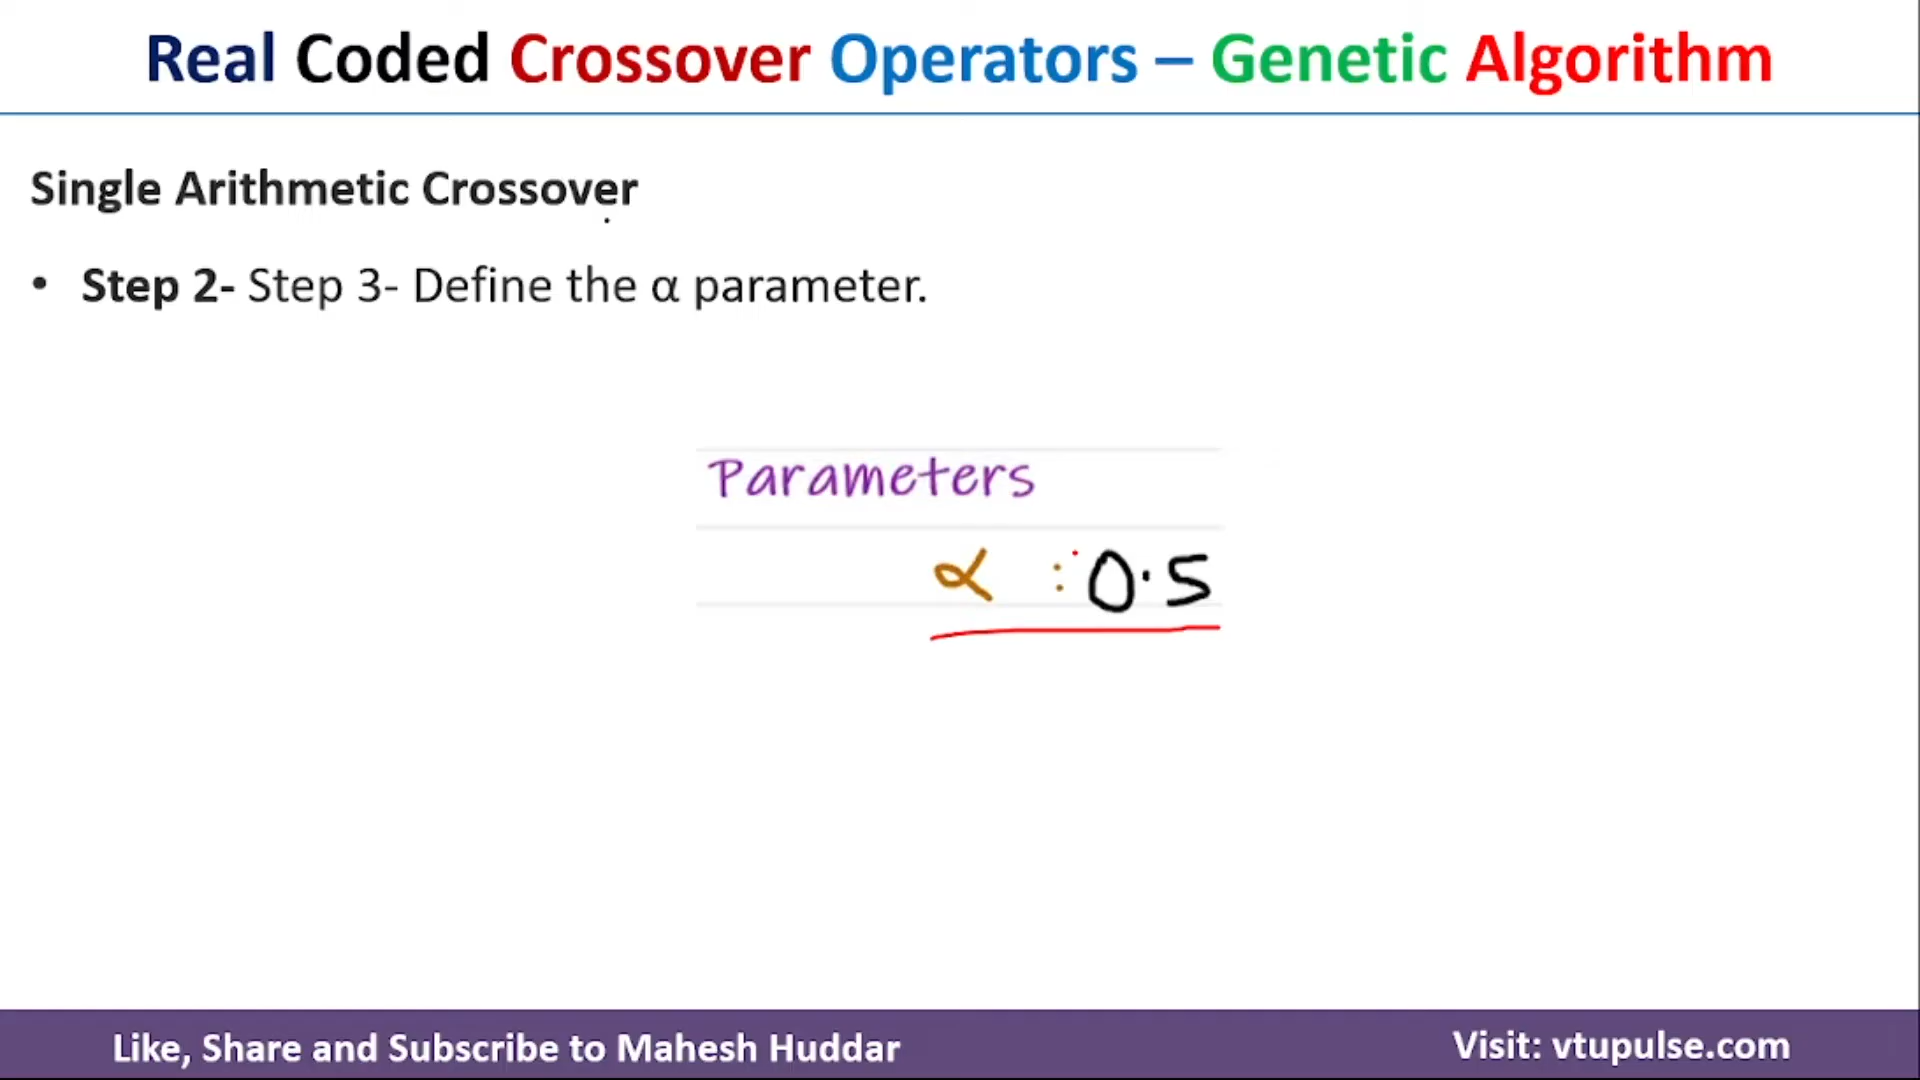 Real Coded Crossover Operators – Genetic Algorithm
Single Arithmetic Crossover
• Step 2- Step 3- Define the α parameter.
Parameters
α : 0.5
Like, Share and Subscribe to Mahesh Huddar
Visit: vtupulse.com